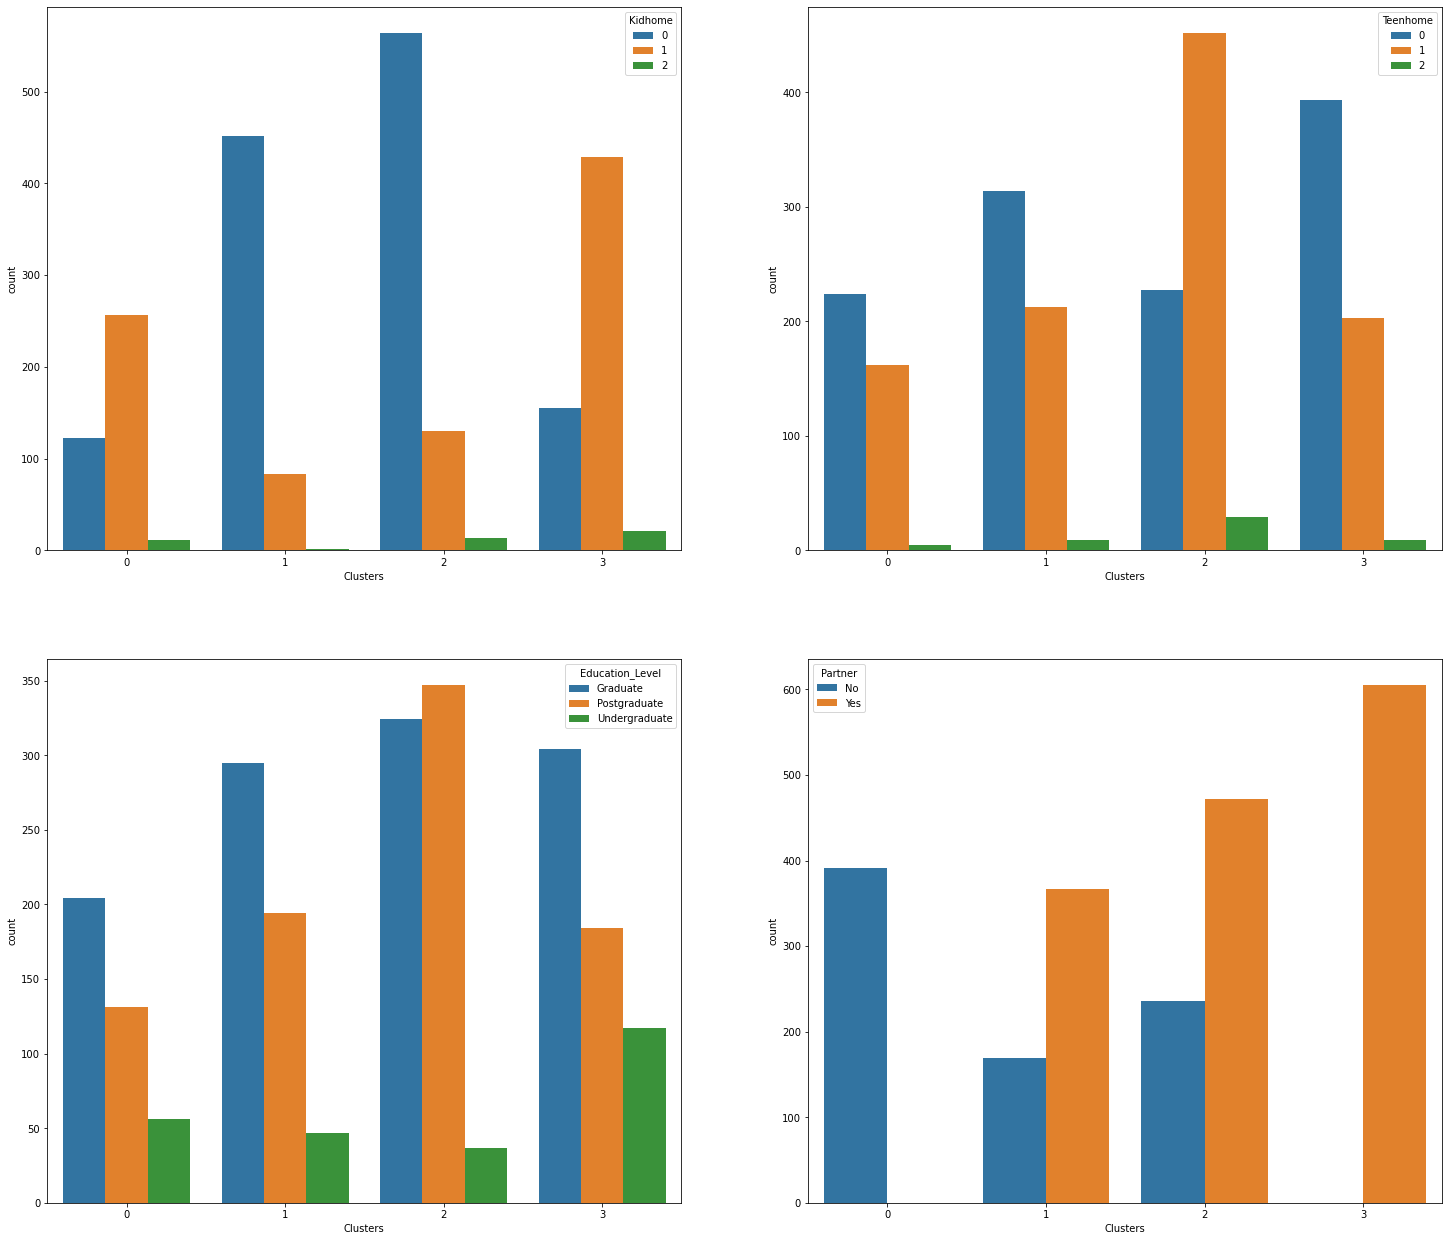 Kidhome
0
1
2
500
400
300
200
100
0
count
0 1 2 3
Clusters
Teenhome
0
1
2
400
300
200
100
0
count
0 1 2 3
Clusters
Education_Level
Graduate
Postgraduate
Undergraduate
350
300
250
200
150
100
50
0
count
0 1 2 3
Clusters
Partner
No
Yes
600
500
400
300
200
100
0
count
0 1 2 3
Clusters